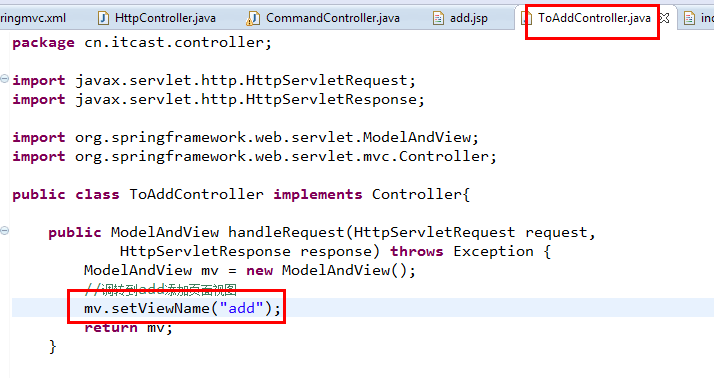 ringmvc.xml HttpController.java CommandController.java add.jsp ToAddController.java in
package cn.itcast.controller;
import javax.servlet.http.HttpServletRequest;
import javax.servlet.http.HttpServletResponse;
import org.springframework.web.servlet.ModelAndView;
import org.springframework.web.servlet.mvc.Controller;
public class ToAddController implements Controller{
public ModelAndView handleRequest(HttpServletRequest request,
HttpServletResponse response) throws Exception {
ModelAndView mv = new ModelAndView();
//调转到add添加页面视图
mv.setViewName("add");
return mv;
}